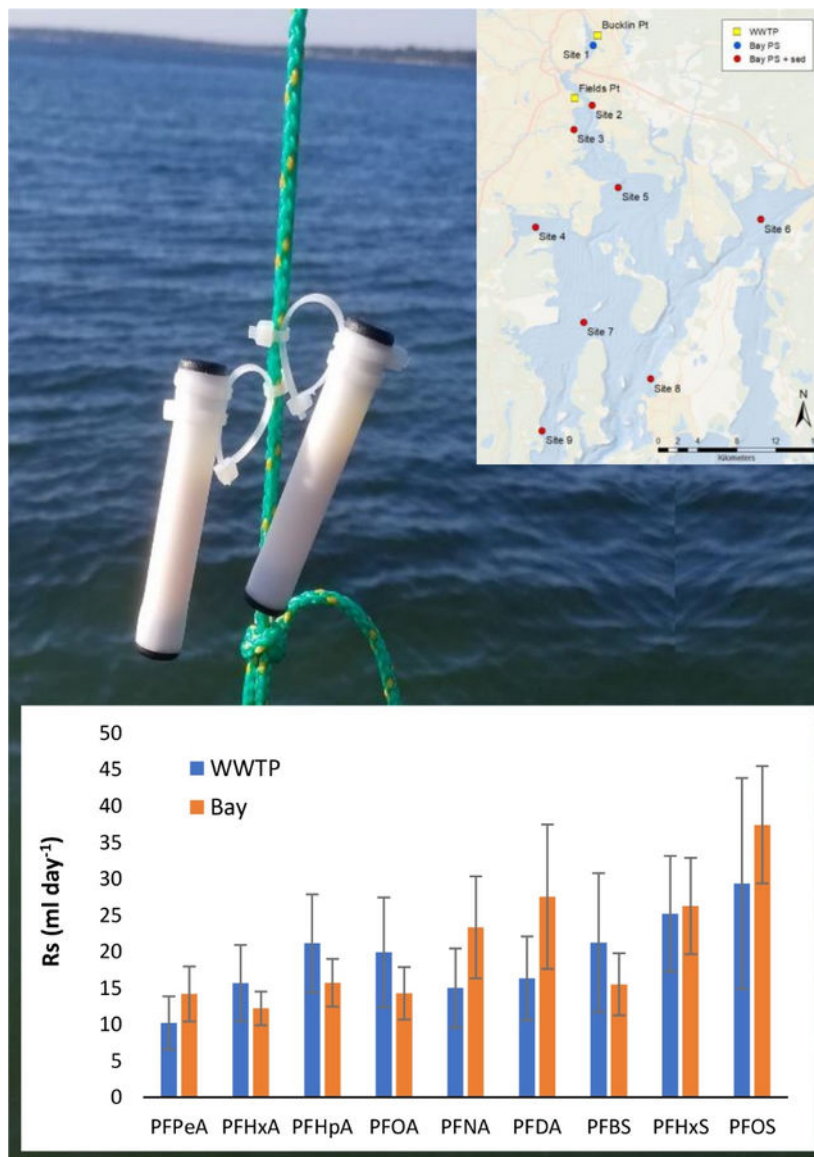 Bucklin Pt
Site 1
WWTP
Bay PS
Bay PS + sed
Fields Pt
Site 2
Site 3
Site 5
Site 4
Site 6
Site 7
Site 8
Site 9
N
0 2 4 8 12
Kilometers
50
45
40
35
30
25
20
15
10
5
0
Rs (ml day⁻¹)
WWTP
Bay
PFPeA PFHxA PFHpA PFOA PFNA PFDA PFBS PFHxS PFOS